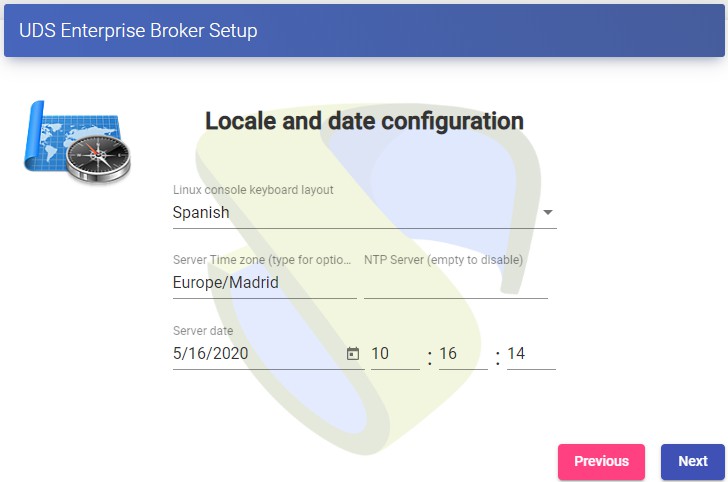 UDS Enterprise Broker Setup
Locale and date configuration
Linux console keyboard layout
Spanish
Server Time zone (type for optio... NTP Server (empty to disable)
Europe/Madrid
Server date
5/16/2020 10 : 16 : 14
Previous Next